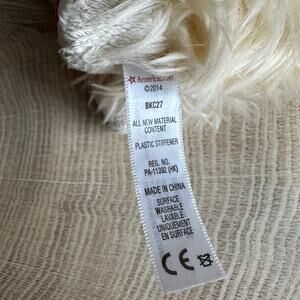 American Girl
©2014
BKC27
ALL NEW MATERIAL
CONTENT
PLASTIC STIFFENER
REG. NO.
PA-11392 (HK)
MADE IN CHINA
SURFACE
WASHABLE
LAVABLE
UNIQUEMENT
EN SURFACE
CE